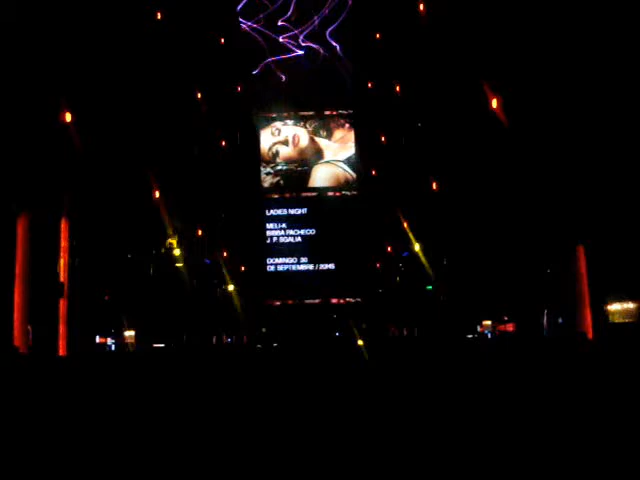 LADIES NIGHT
MELI-K
BIBBA PACHECO
J. P. SGALIA
DOMINGO 30
DE SEPTIEMBRE / 20HS